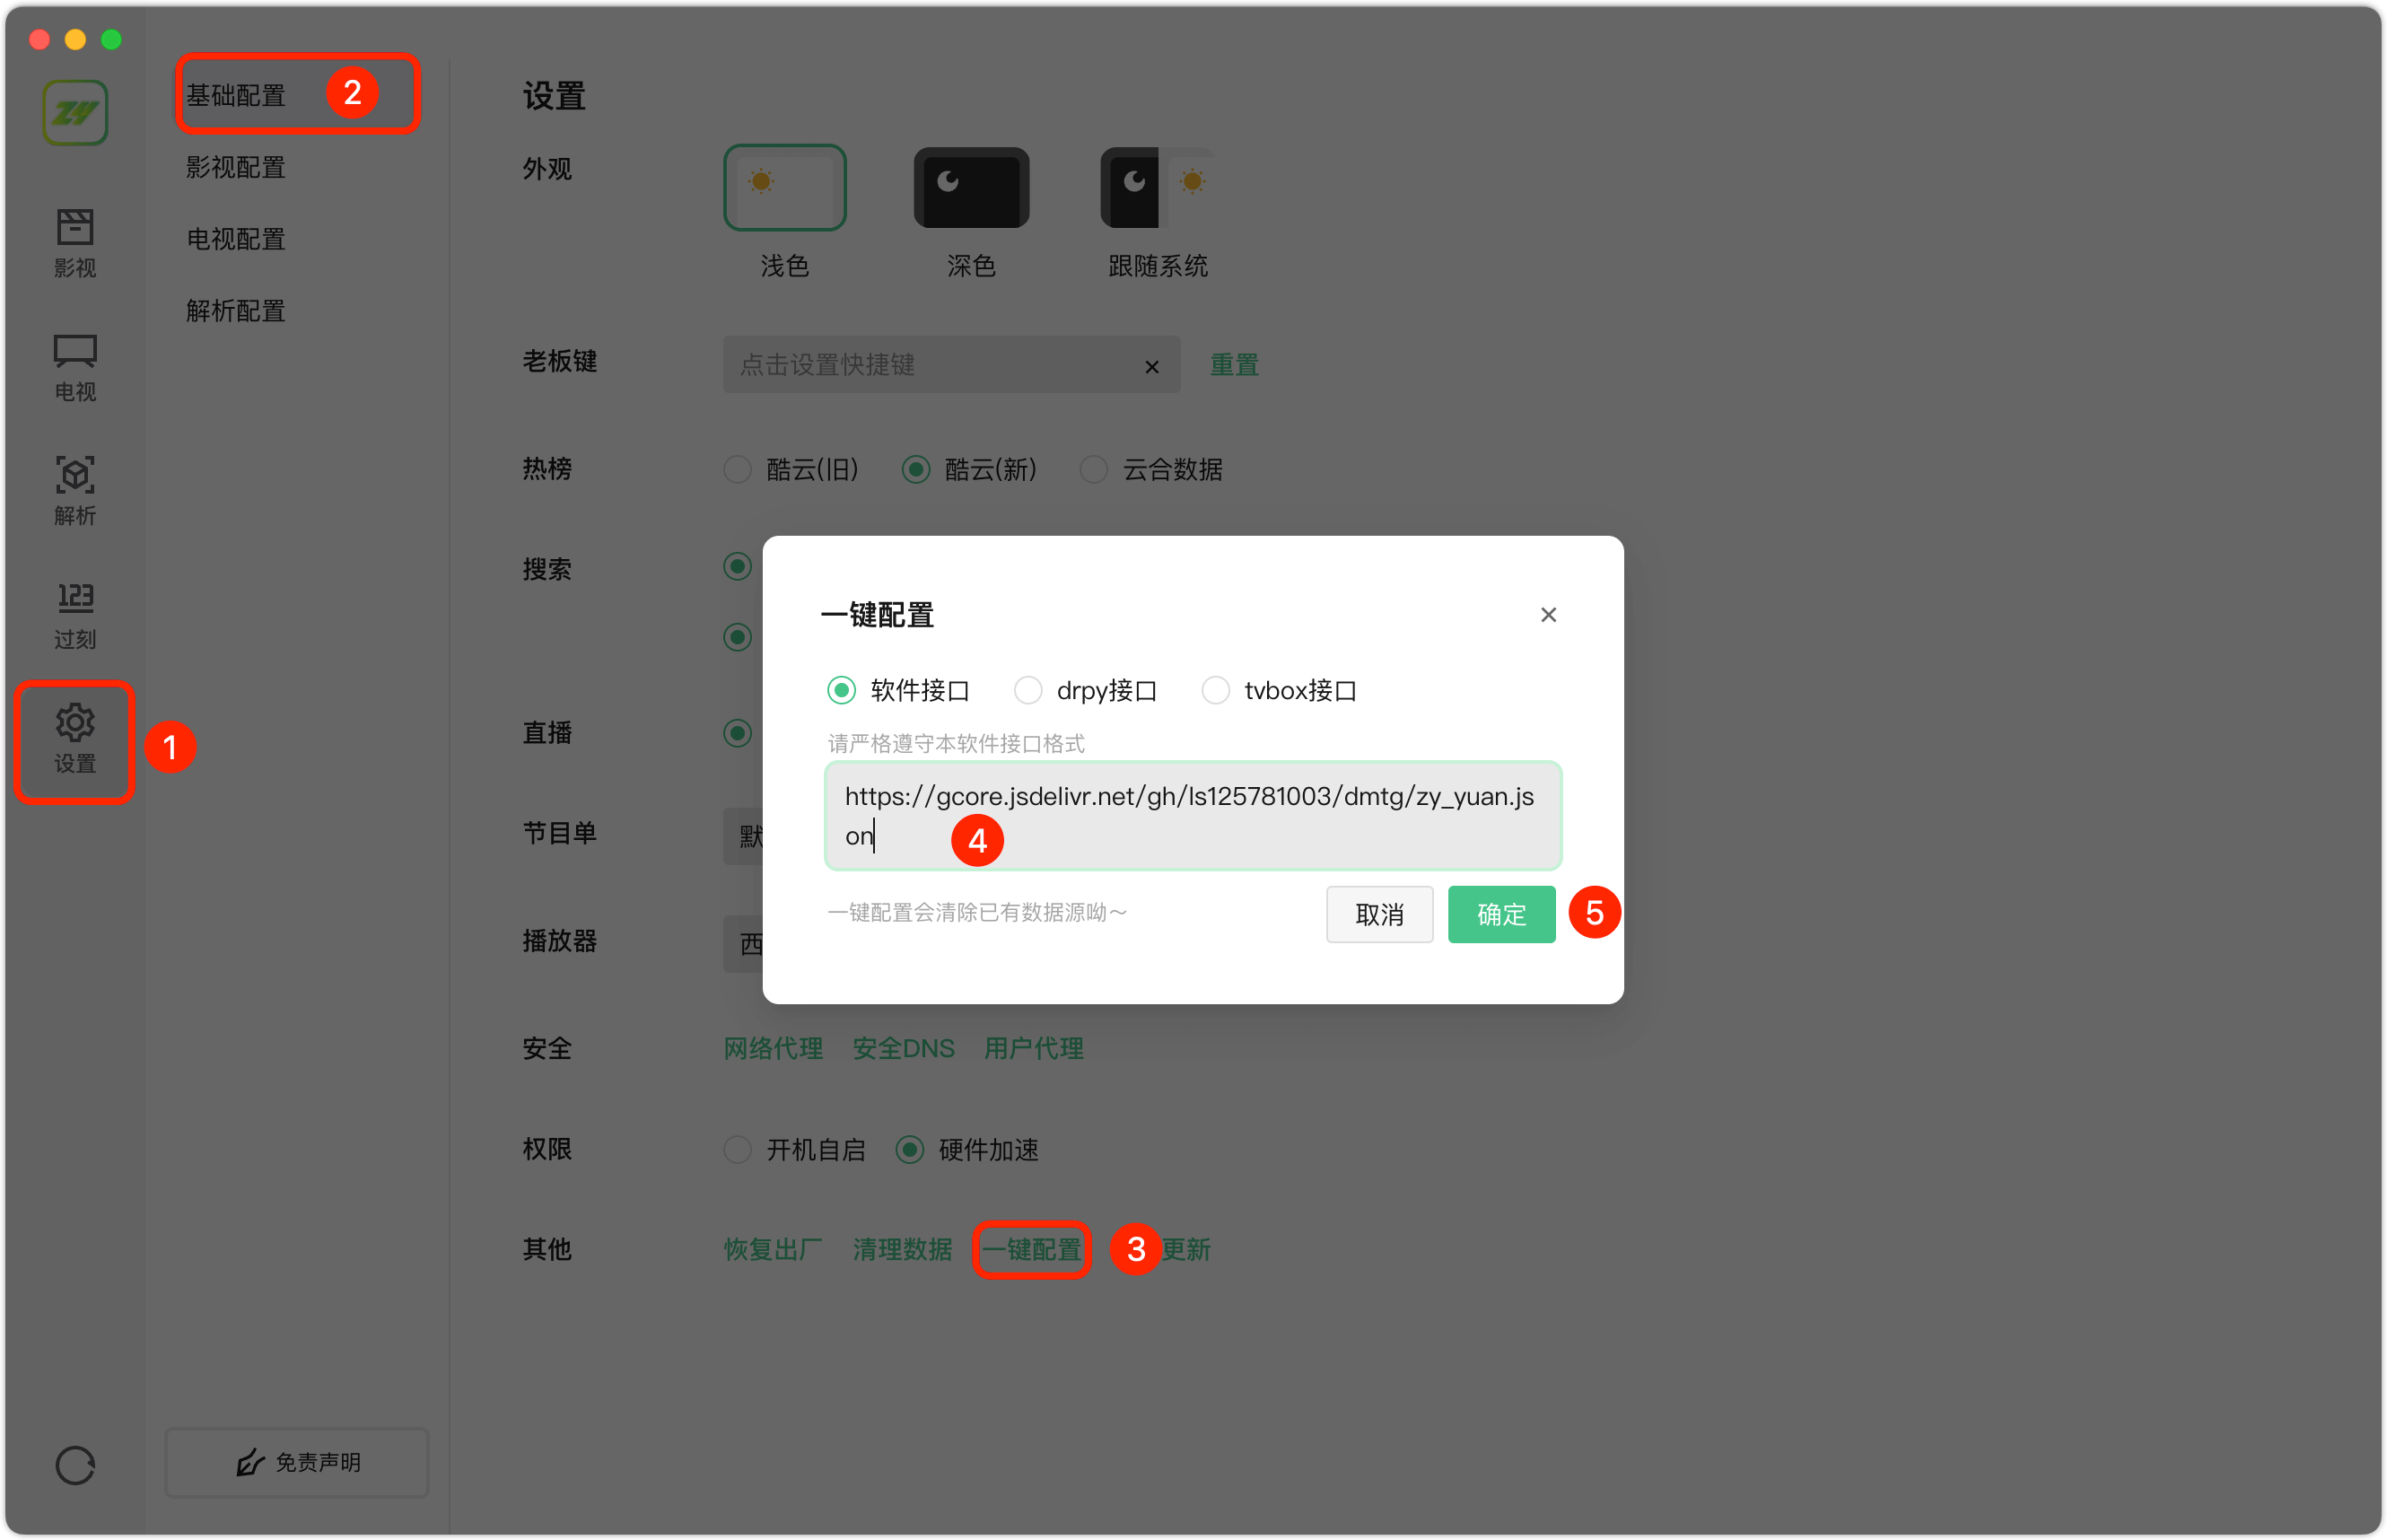 ZY
影视
电视
解析
123
过刻
设置
1
基础配置
2
影视配置
电视配置
解析配置
免责声明
设置
外观
浅色
深色
跟随系统
老板键
点击设置快捷键
重置
热榜
酷云(旧)
酷云(新)
云合数据
搜索
直播
节目单
默
播放器
西
安全
网络代理
安全DNS
用户代理
权限
开机自启
硬件加速
其他
恢复出厂
清理数据
一键配置
3
更新
一键配置
软件接口
drpy接口
tvbox接口
请严格遵守本软件接口格式
https://gcore.jsdelivr.net/gh/ls125781003/dmtg/zy_yuan.js
on
4
一键配置会清除已有数据源呦～
取消
确定
5